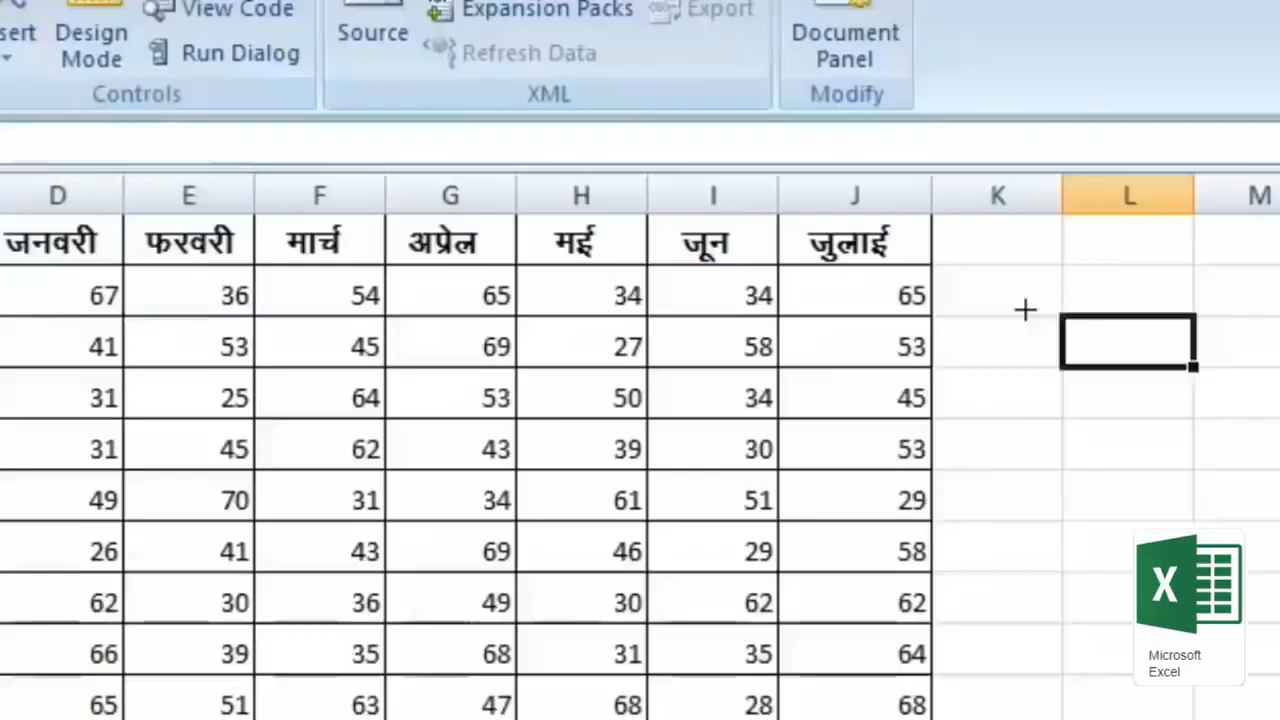 View Code Expansion Packs Export
sert Design Mode Run Dialog Source Refresh Data Document Panel
Controls XML Modify
D E F G H I J K L M
जनवरी फरवरी मार्च अप्रेल मई जून जुलाई
67 36 54 65 34 34 65
41 53 45 69 27 58 53
31 25 64 53 50 34 45
31 45 62 43 39 30 53
49 70 31 34 61 51 29
26 41 43 69 46 29 58
62 30 36 49 30 62 62
66 39 35 68 31 35 64
65 51 63 47 68 28 68
X
Microsoft
Excel